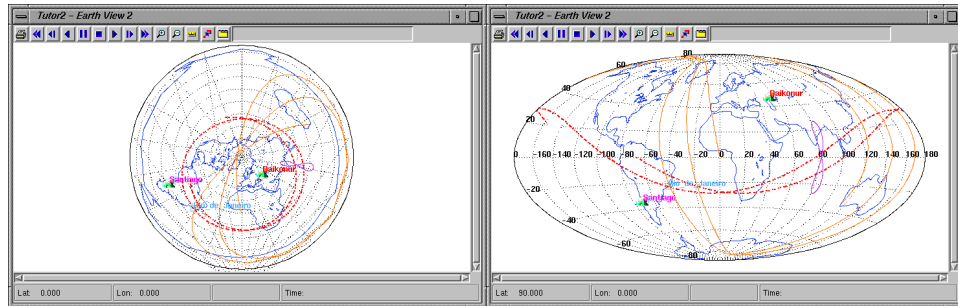 Tutor2 – Earth View 2
Santiago
Baikonur
Rio de Janeiro
Lat: 0.000
Lon: 0.000
Time:
Tutor2 – Earth View 2
80
60
40
20
0 -160 -140 -120 -100 -80 -60 -40 -20 0 20 40 60 80 100 120 140 160 180
-20
-40
-60
-80
Baikonur
Rio de Janeiro
Santiago
Lat: 90.000
Lon: 0.000
Time: